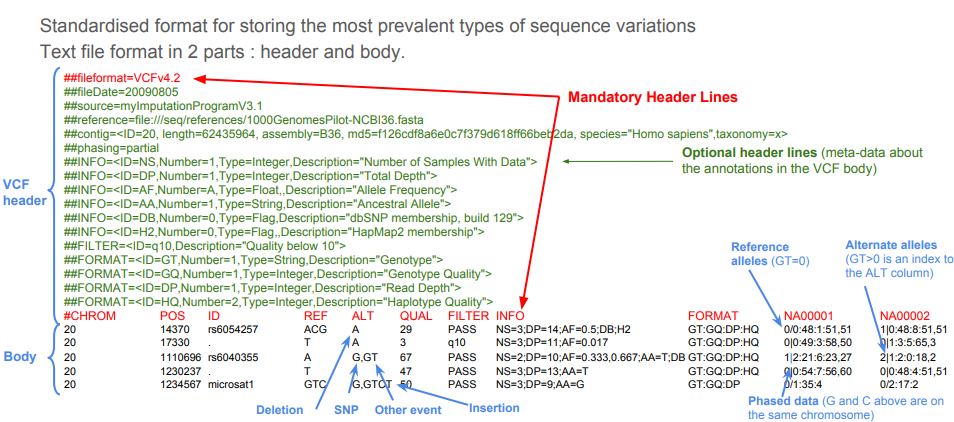 Standardised format for storing the most prevalent types of sequence variations
Text file format in 2 parts : header and body.
##fileformat=VCFv4.2
##fileDate=20090805
##source=myImputationProgramV3.1
##reference=file:///seq/references/1000GenomesPilot-NCBI36.fasta
##contig=<ID=20, length=62435964, assembly=B36, md5=f126cdf8a6e0c7f379d618ff66beb2da, species="Homo sapiens",taxonomy=x>
##phasing=partial
##INFO=<ID=NS,Number=1,Type=Integer,Description="Number of Samples With Data">
##INFO=<ID=DP,Number=1,Type=Integer,Description="Total Depth">
##INFO=<ID=AF,Number=A,Type=Float,,Description="Allele Frequency">
##INFO=<ID=AA,Number=1,Type=String,Description="Ancestral Allele">
##INFO=<ID=DB,Number=0,Type=Flag,Description="dbSNP membership, build 129">
##INFO=<ID=H2,Number=0,Type=Flag,,Description="HapMap2 membership">
##FILTER=<ID=q10,Description="Quality below 10">
##FORMAT=<ID=GT,Number=1,Type=String,Description="Genotype">
##FORMAT=<ID=GQ,Number=1,Type=Integer,Description="Genotype Quality">
##FORMAT=<ID=DP,Number=1,Type=Integer,Description="Read Depth">
##FORMAT=<ID=HQ,Number=2,Type=Integer,Description="Haplotype Quality">
Mandatory Header Lines
Optional header lines (meta-data about
the annotations in the VCF body)
VCF
header
Reference
alleles (GT=0)
Alternate alleles
(GT>0 is an index to
the ALT column)
#CHROM POS ID REF ALT QUAL FILTER INFO FORMAT NA00001 NA00002
20 14370 rs6054257 ACG A 29 PASS NS=3;DP=14;AF=0.5;DB;H2 GT:GQ:DP:HQ 0/0:48:1:51,51 1|0:48:8:51,51
20 17330 . T A 3 q10 NS=3;DP=11;AF=0.017 GT:GQ:DP:HQ 0|0:49:3:58,50 0|1:3:5:65,3
20 1110696 rs6040355 A G,GT 67 PASS NS=2;DP=10;AF=0.333,0.667;AA=T;DB GT:GQ:DP:HQ 1|2:21:6:23,27 2|1:2:0:18,2
20 1230237 . T . 47 PASS NS=3;DP=13;AA=T GT:GQ:DP:HQ 0|0:54:7:56,60 0|0:48:4:51,51
20 1234567 microsat1 GTC G,GTCT 50 PASS NS=3;DP=9;AA=G GT:GQ:DP 0/1:35:4 0/2:17:2
Body
Deletion
SNP
Other event
Insertion
Phased data (G and C above are on
the same chromosome)